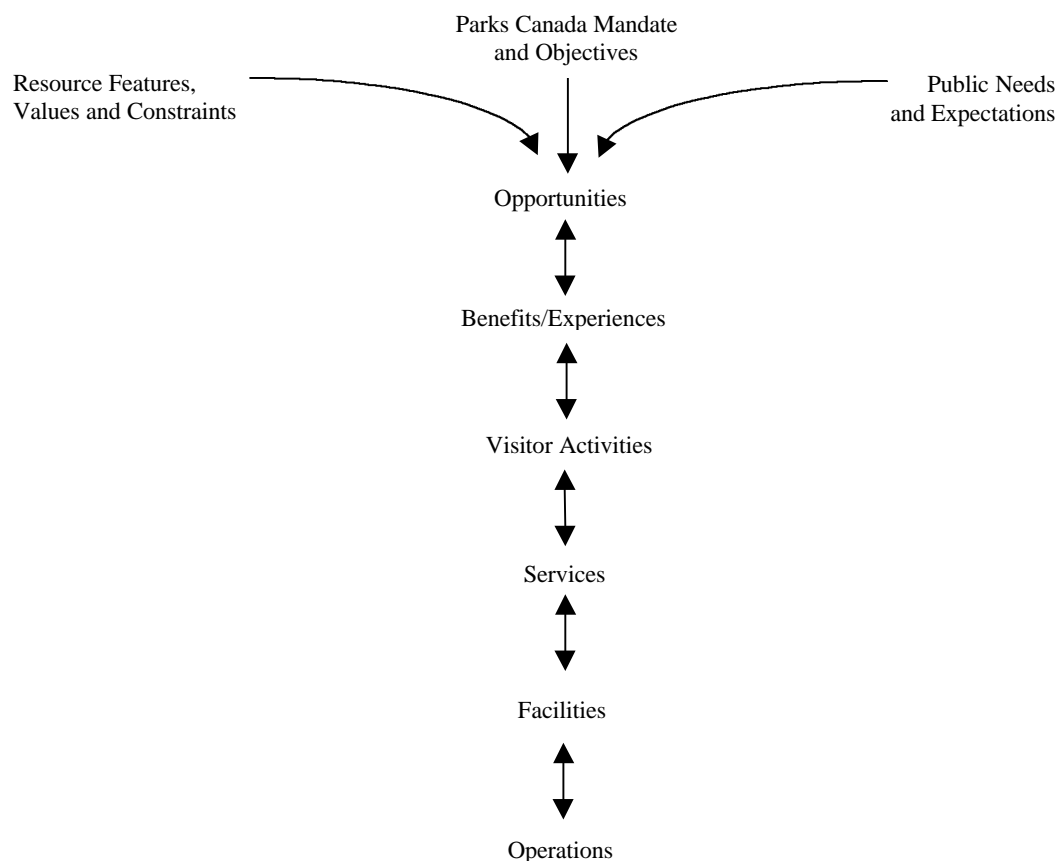 Parks Canada Mandate
and Objectives
Resource Features,
Values and Constraints
Public Needs
and Expectations
Opportunities
Benefits/Experiences
Visitor Activities
Services
Facilities
Operations